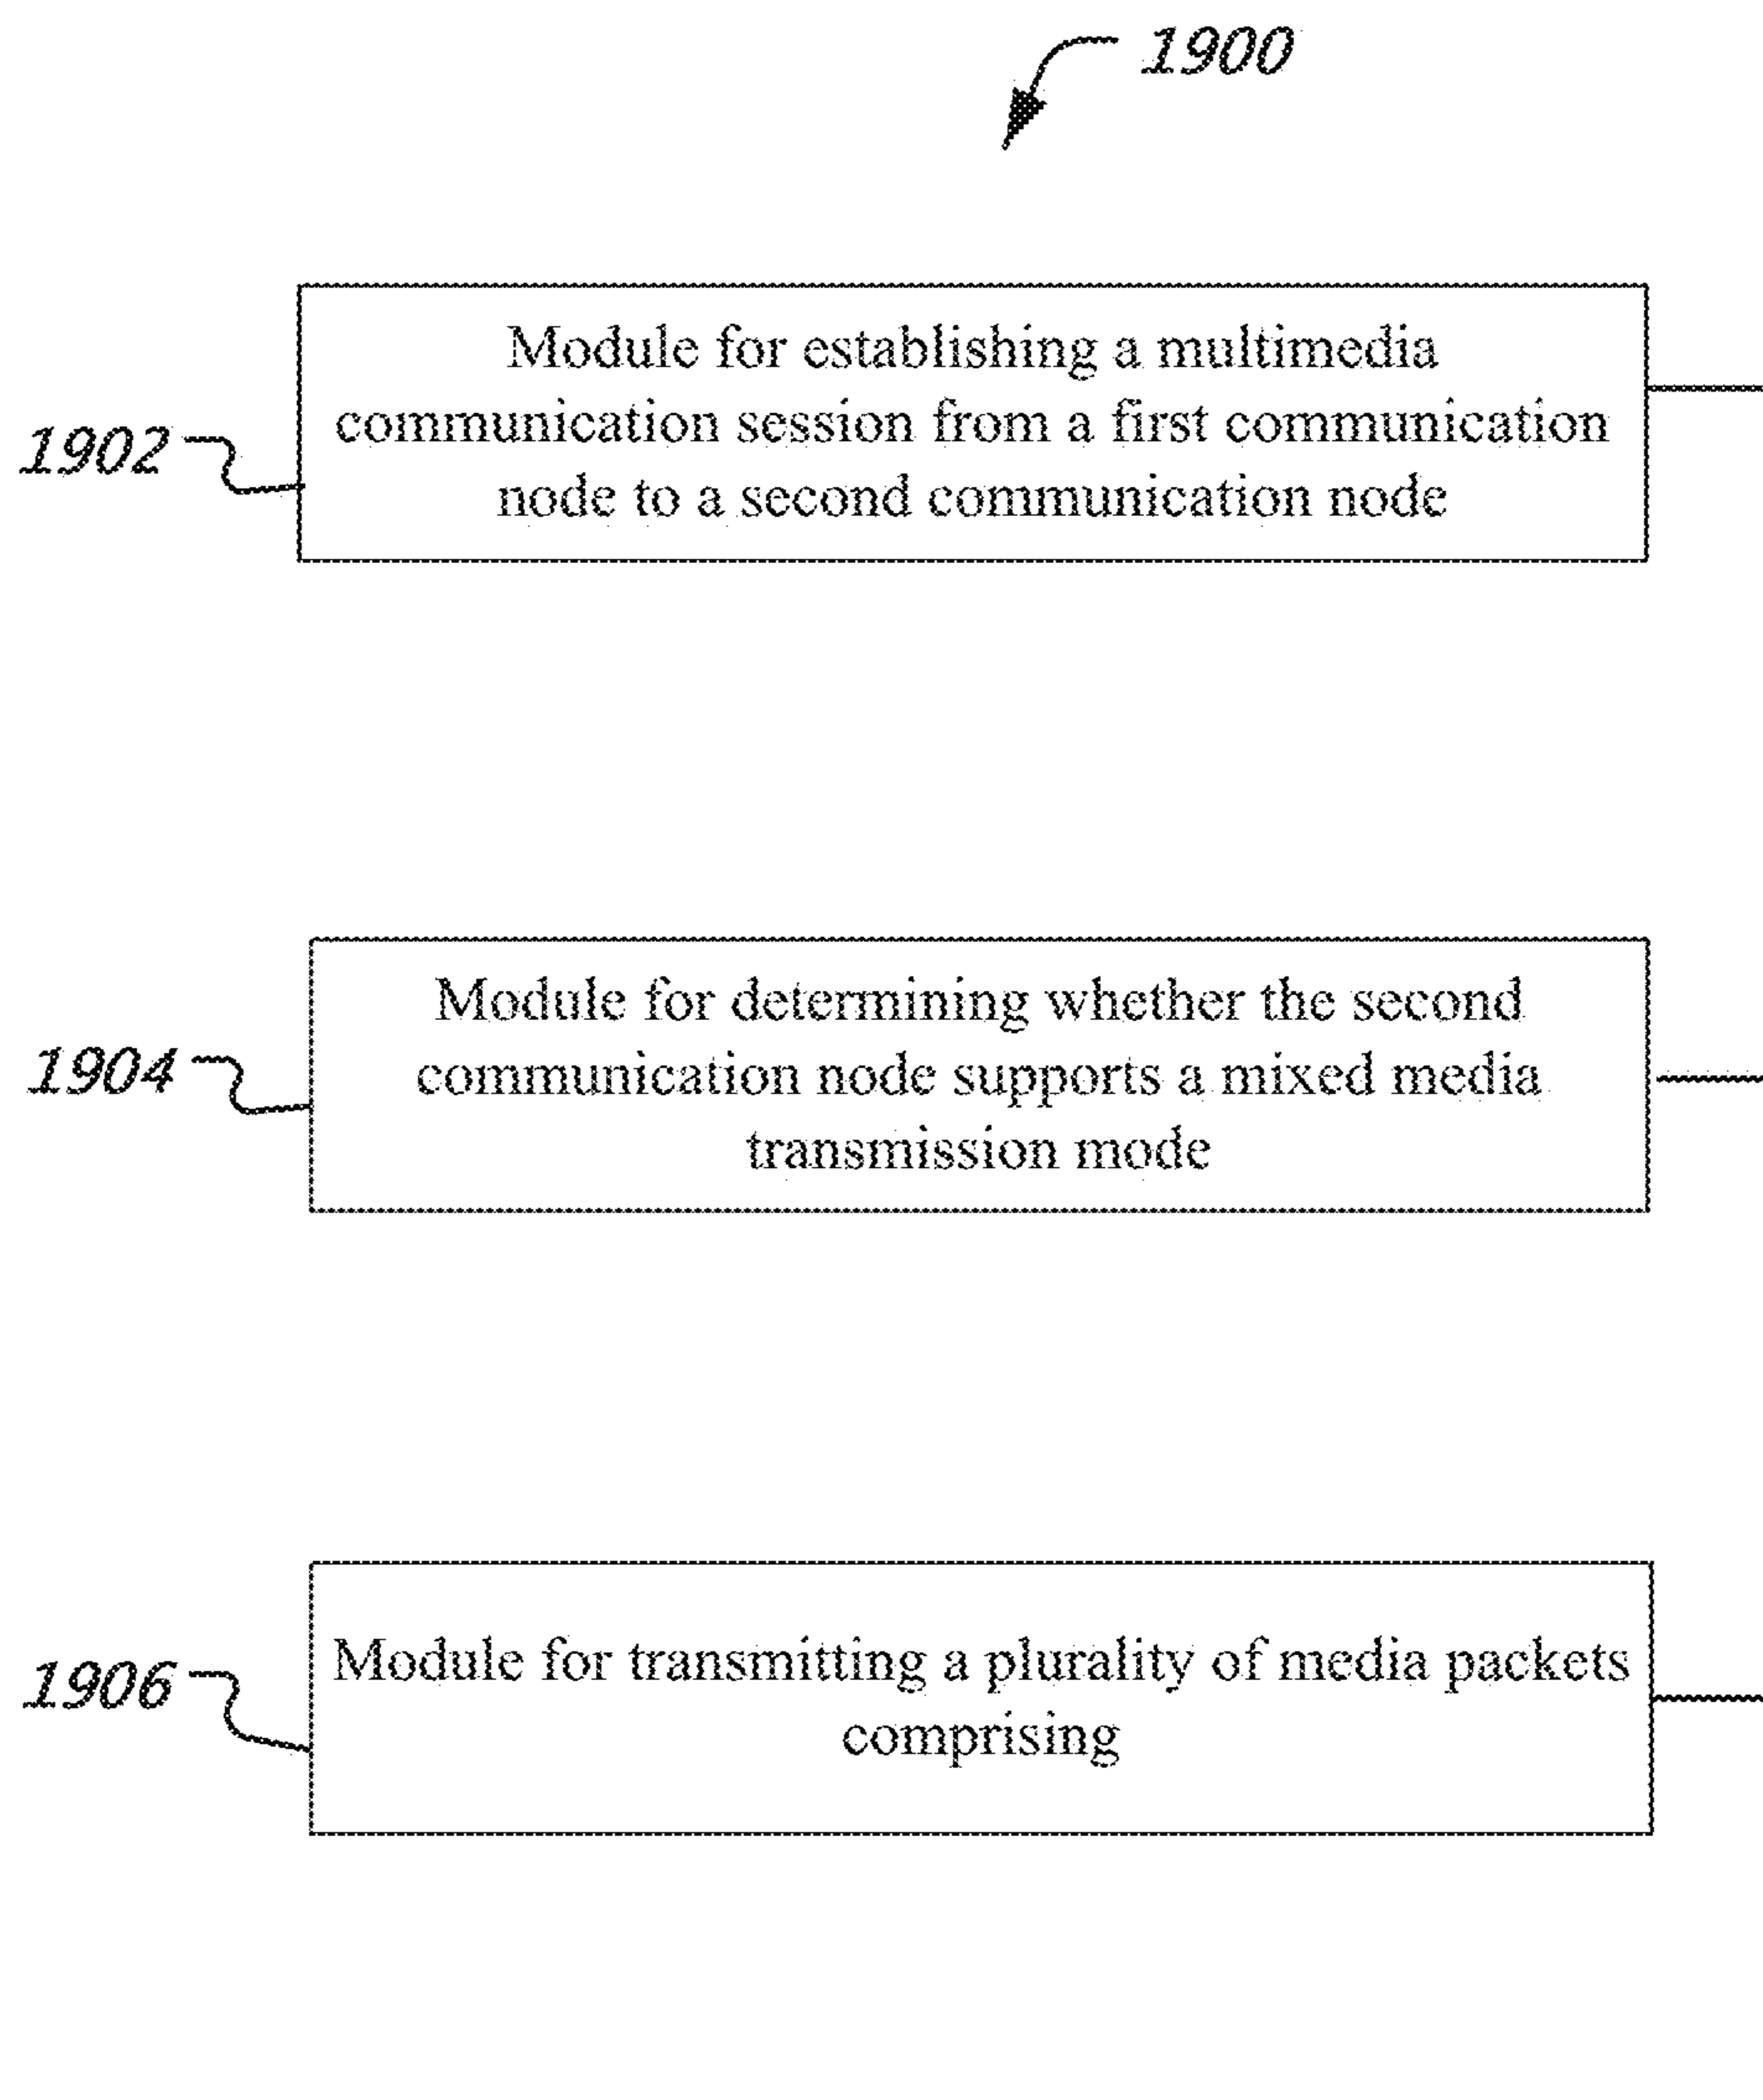 1900
Module for establishing a multimedia
communication session from a first communication
node to a second communication node
1902
Module for determining whether the second
communication node supports a mixed media
transmission mode
1904
Module for transmitting a plurality of media packets
comprising
1906